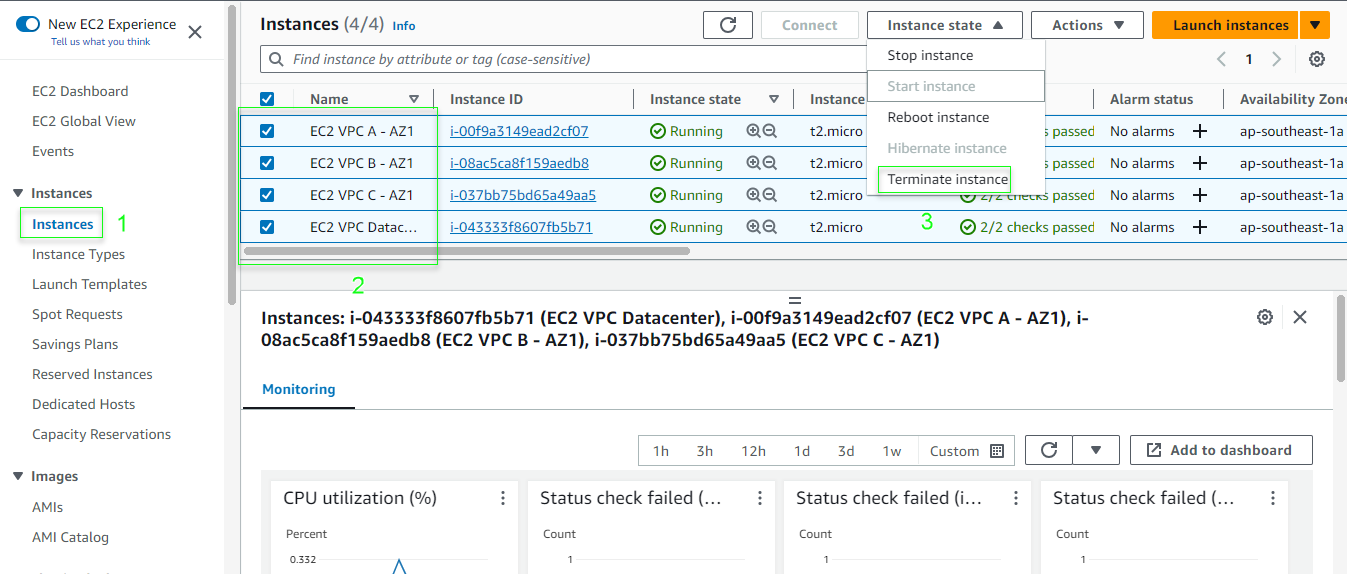 New EC2 Experience
Tell us what you think
EC2 Dashboard
EC2 Global View
Events
Instances
Instances
1
Instance Types
Launch Templates
Spot Requests
Savings Plans
Reserved Instances
Dedicated Hosts
Capacity Reservations
Images
AMIs
AMI Catalog
Instances (4/4) Info
Connect
Instance state
Actions
Launch instances
Find instance by attribute or tag (case-sensitive)
1
Stop instance
Start instance
Reboot instance
Hibernate instance
Terminate instance
3
Name Instance ID Instance state Instance Alarm status Availability Zone
EC2 VPC A - AZ1 i-00f9a3149ead2cf07 Running t2.micro checks passed No alarms ap-southeast-1a
EC2 VPC B - AZ1 i-08ac5ca8f159aedb8 Running t2.micro checks passed No alarms ap-southeast-1a
EC2 VPC C - AZ1 i-037bb75bd65a49aa5 Running t2.micro 2/2 checks passed No alarms ap-southeast-1a
EC2 VPC Datac... i-043333f8607fb5b71 Running t2.micro 2/2 checks passed No alarms ap-southeast-1a
2
Instances: i-043333f8607fb5b71 (EC2 VPC Datacenter), i-00f9a3149ead2cf07 (EC2 VPC A - AZ1), i-
08ac5ca8f159aedb8 (EC2 VPC B - AZ1), i-037bb75bd65a49aa5 (EC2 VPC C - AZ1)
Monitoring
1h 3h 12h 1d 3d 1w Custom
Add to dashboard
CPU utilization (%)
Percent
0.332
Status check failed (...
Count
1
Status check failed (i...
Count
1
Status check failed (...
Count
1